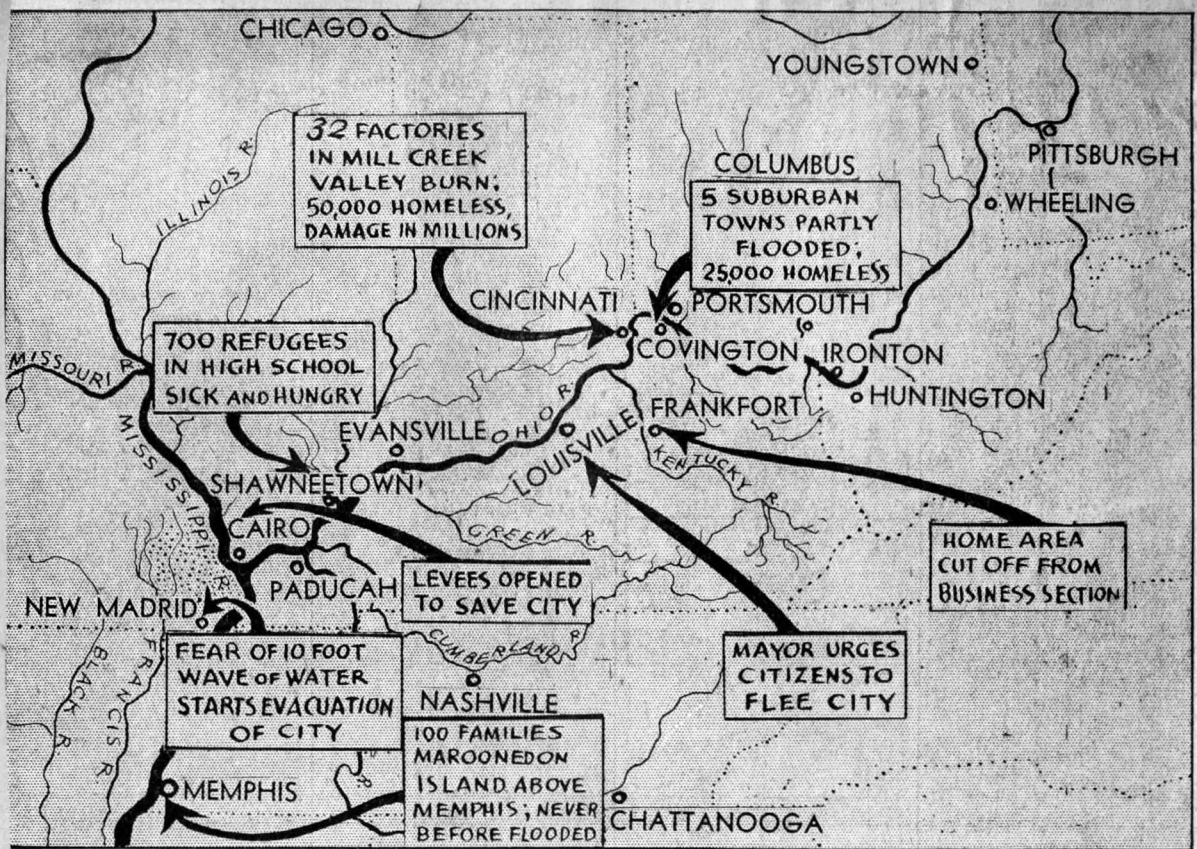 CHICAGO
YOUNGSTOWN
32 FACTORIES
IN MILL CREEK
VALLEY BURN;
50,000 HOMELESS,
DAMAGE IN MILLIONS
ILLINOIS R.
COLUMBUS
5 SUBURBAN
TOWNS PARTLY
FLOODED;
25,000 HOMELESS
PITTSBURGH
WHEELING
CINCINNATI
PORTSMOUTH
COVINGTON
IRONTON
HUNTINGTON
700 REFUGEES
IN HIGH SCHOOL
SICK AND HUNGRY
MISSOURI R.
MISSISSIPPI R.
EVANSVILLE
OHIO R.
LOUISVILLE
FRANKFORT
KENTUCKY R.
SHAWNEETOWN
GREEN R.
CAIRO
PADUCAH
LEVEES OPENED
TO SAVE CITY
HOME AREA
CUT OFF FROM
BUSINESS SECTION
NEW MADRID
BLACK R.
FRANCIS R.
FEAR OF 10 FOOT
WAVE OF WATER
STARTS EVACUATION
OF CITY
CUMBERLAND R.
NASHVILLE
MAYOR URGES
CITIZENS TO
FLEE CITY
100 FAMILIES
MAROONED ON
ISLAND ABOVE
MEMPHIS; NEVER
BEFORE FLOODED
R.
MEMPHIS
CHATTANOOGA